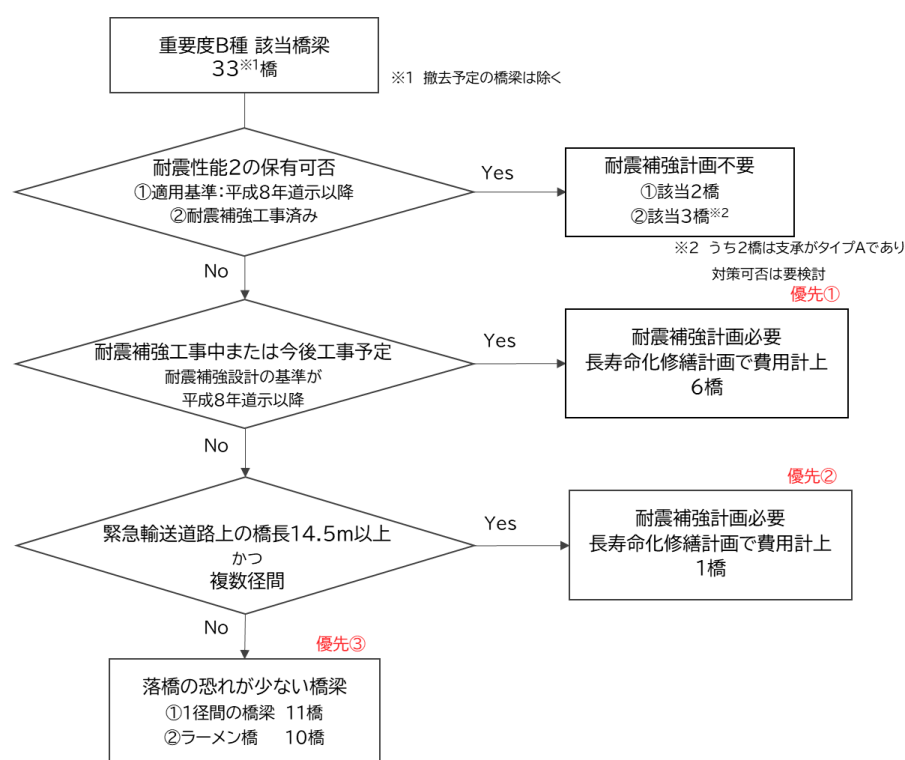 重要度B種 該当橋梁
33※1橋
※1 撤去予定の橋梁は除く
耐震性能2の保有可否
①適用基準:平成8年道示以降
②耐震補強工事済み
Yes
耐震補強計画不要
①該当2橋
②該当3橋※2
※2 うち2橋は支承がタイプAであり
対策可否は要検討
No
優先①
耐震補強工事中または今後工事予定
耐震補強設計の基準が
平成8年道示以降
Yes
耐震補強計画必要
長寿命化修繕計画で費用計上
6橋
No
優先②
緊急輸送道路上の橋長14.5m以上
かつ
複数径間
Yes
耐震補強計画必要
長寿命化修繕計画で費用計上
1橋
No
優先③
落橋の恐れが少ない橋梁
①1径間の橋梁 11橋
②ラーメン橋 10橋